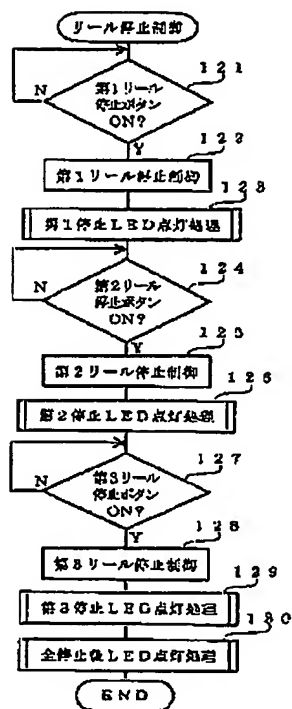 リール停止制御
121
第1リール
停止ボタン
ON?
N
Y
122
第1リール停止制御
123
第1停止LED点灯処理
124
第2リール
停止ボタン
ON?
N
Y
125
第2リール停止制御
126
第2停止LED点灯処理
127
第3リール
停止ボタン
ON?
N
Y
128
第3リール停止制御
129
第3停止LED点灯処理
130
全停止後LED点灯処理
END